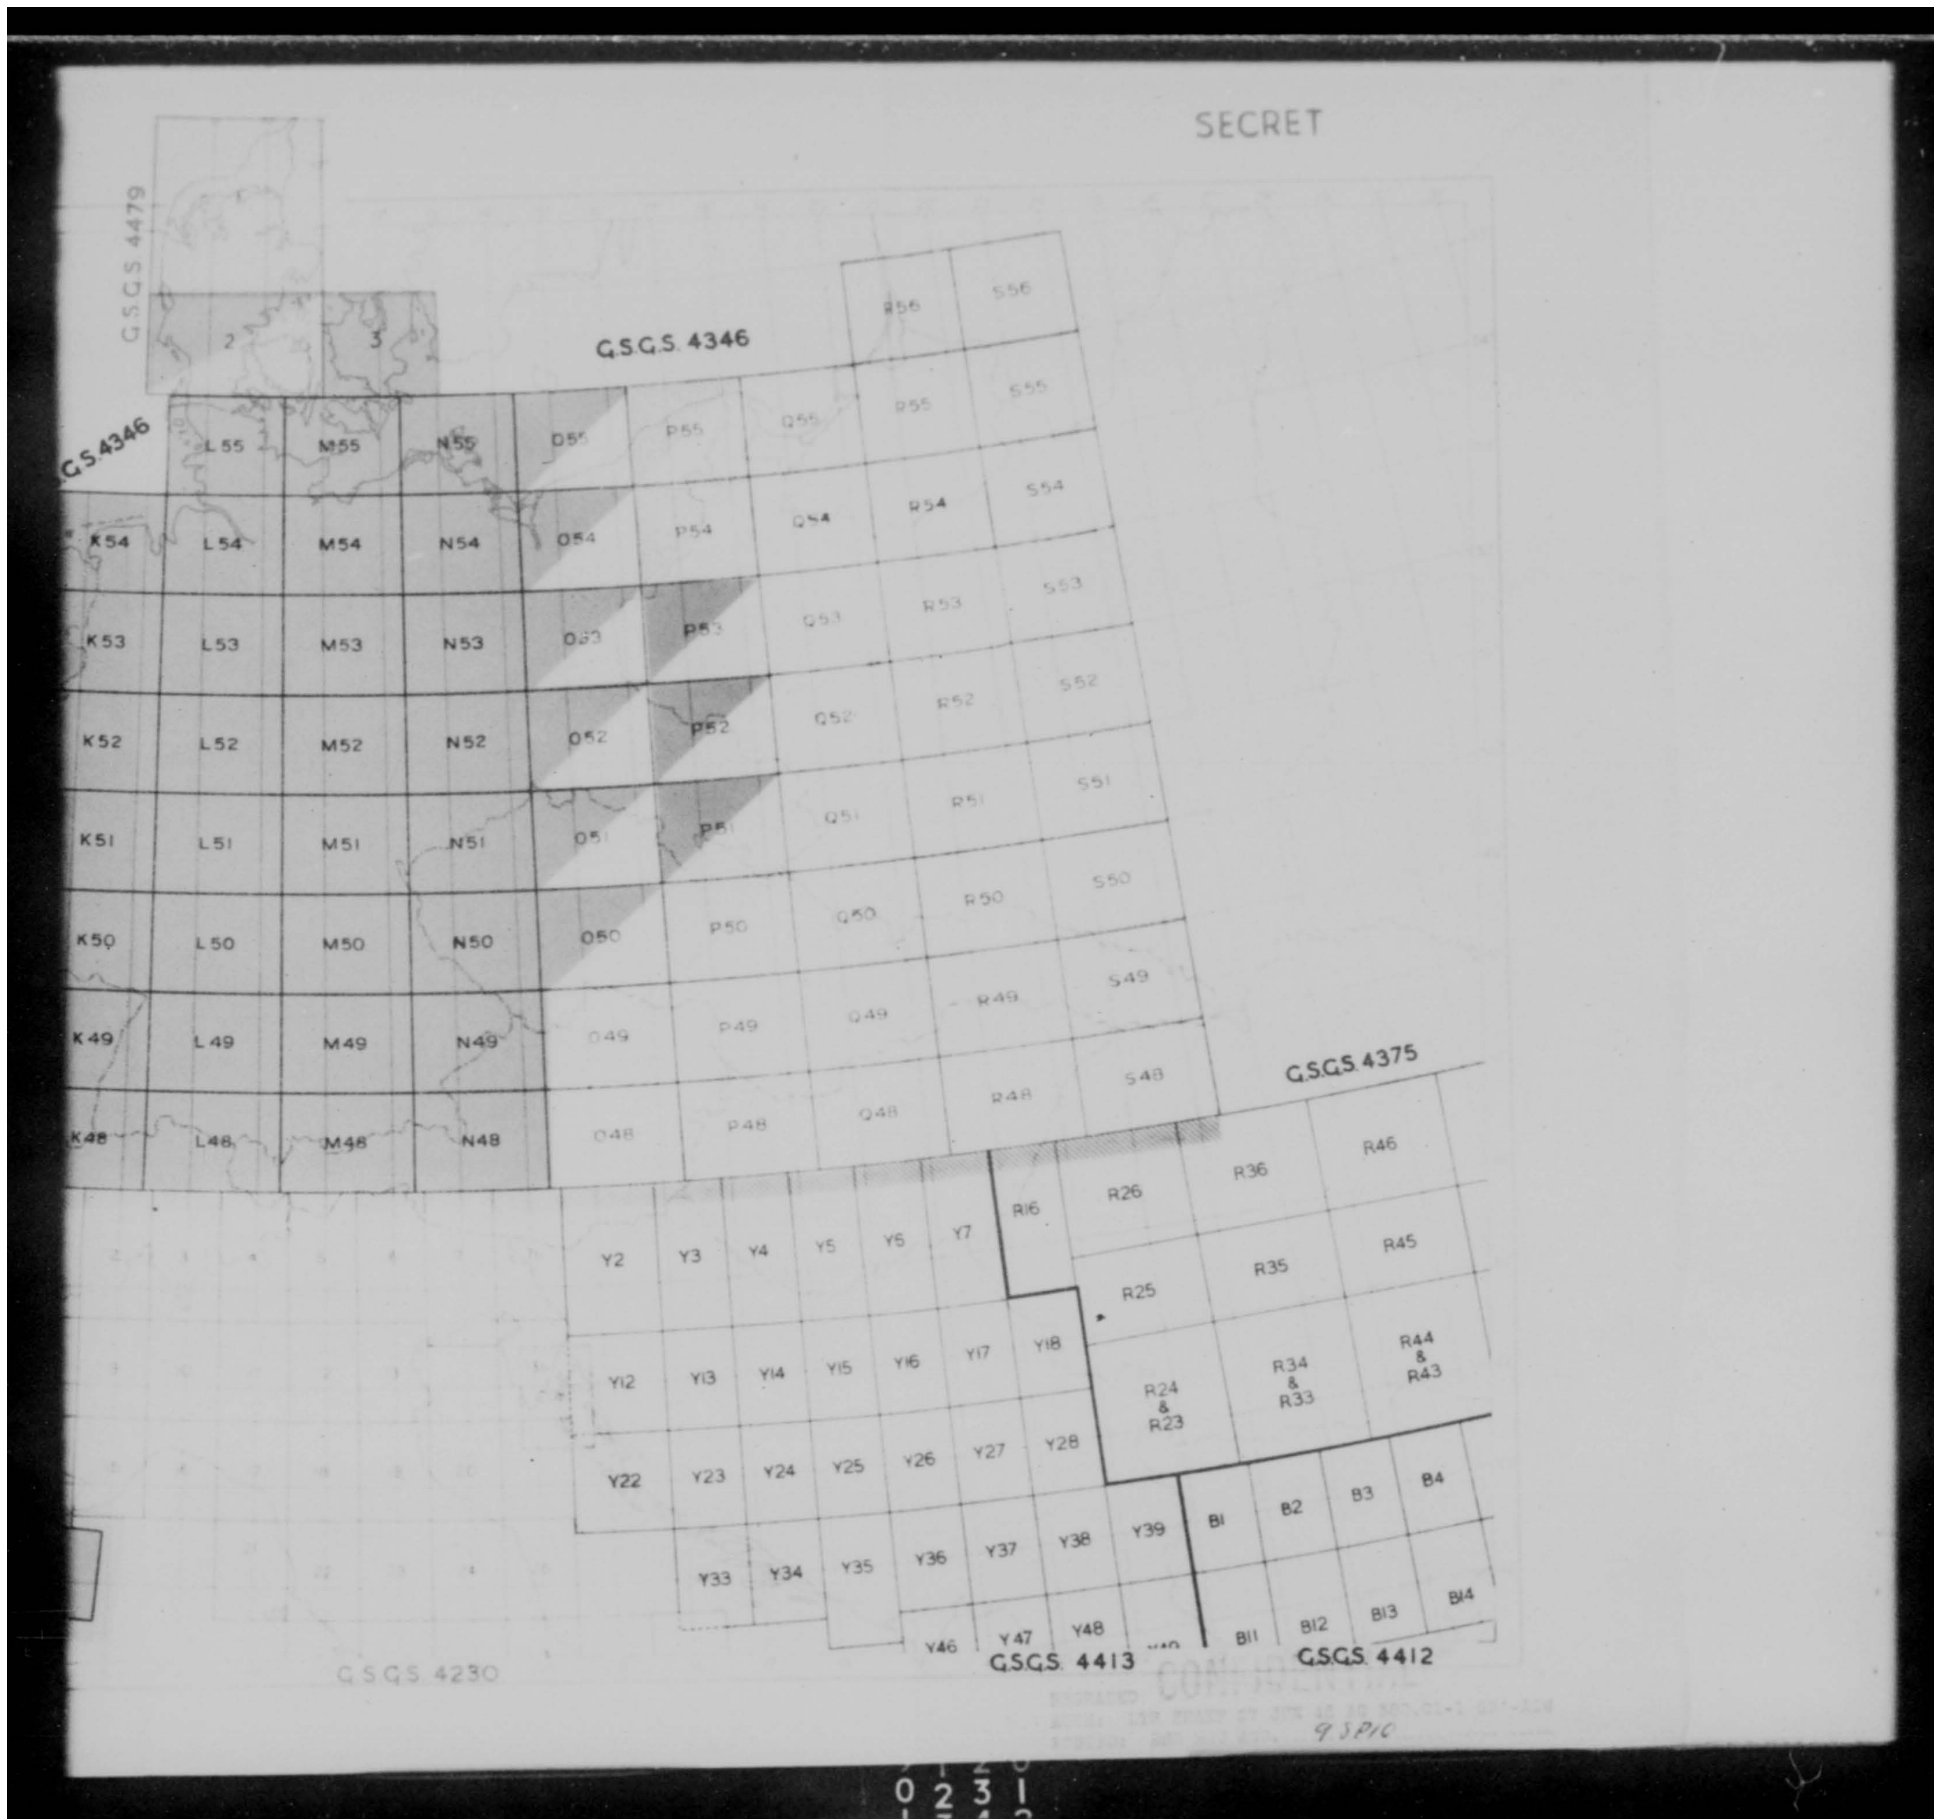 SECRET
G.S.G.S 4479
R56 S56
2 3
G.S.G.S. 4346
.G.S.4346
L55 M55 N55 O55 P55 Q55 R55 S55
K54 L54 M54 N54 O54 P54 Q54 R54 S54
K53 L53 M53 N53 O53 P53 Q53 R53 S53
K52 L52 M52 N52 O52 P52 Q52 R52 S52
K51 L51 M51 N51 O51 P51 Q51 R51 S51
K50 L50 M50 N50 O50 P50 Q50 R50 S50
K49 L49 M49 N49 O49 P49 Q49 R49 S49
K48 L48 M48 N48 O48 P48 Q48 R48 S48
G.S.G.S. 4375
R16 R26 R36 R46
Y2 Y3 Y4 Y5 Y6 Y7
R25 R35 R45
Y12 Y13 Y14 Y15 Y16 Y17 Y18
R24
&
R23
R34
&
R33
R44
&
R43
Y22 Y23 Y24 Y25 Y26 Y27 Y28
Y33 Y34 Y35 Y36 Y37 Y38 Y39 B1 B2 B3 B4
Y46 Y47 Y48 Y49 B11 B12 B13 B14
G.S.G.S. 4230
G.S.G.S. 4413
G.S.G.S. 4412
CONFIDENTIAL
0 2 3 1